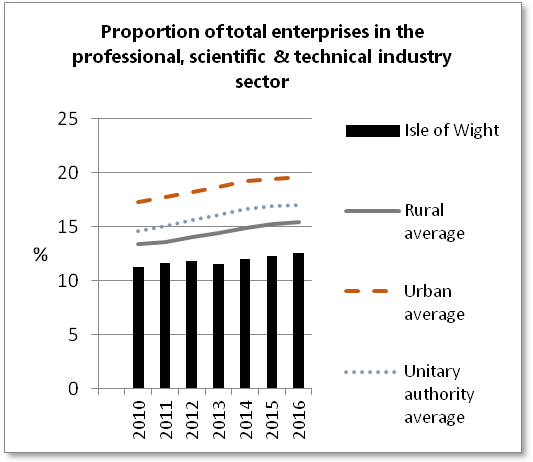 Proportion of total enterprises in the
professional, scientific & technical industry
sector
25
20
15
10
5
0
%
2010
2011
2012
2013
2014
2015
2016
Isle of Wight
Rural
average
Urban
average
Unitary
authority
average